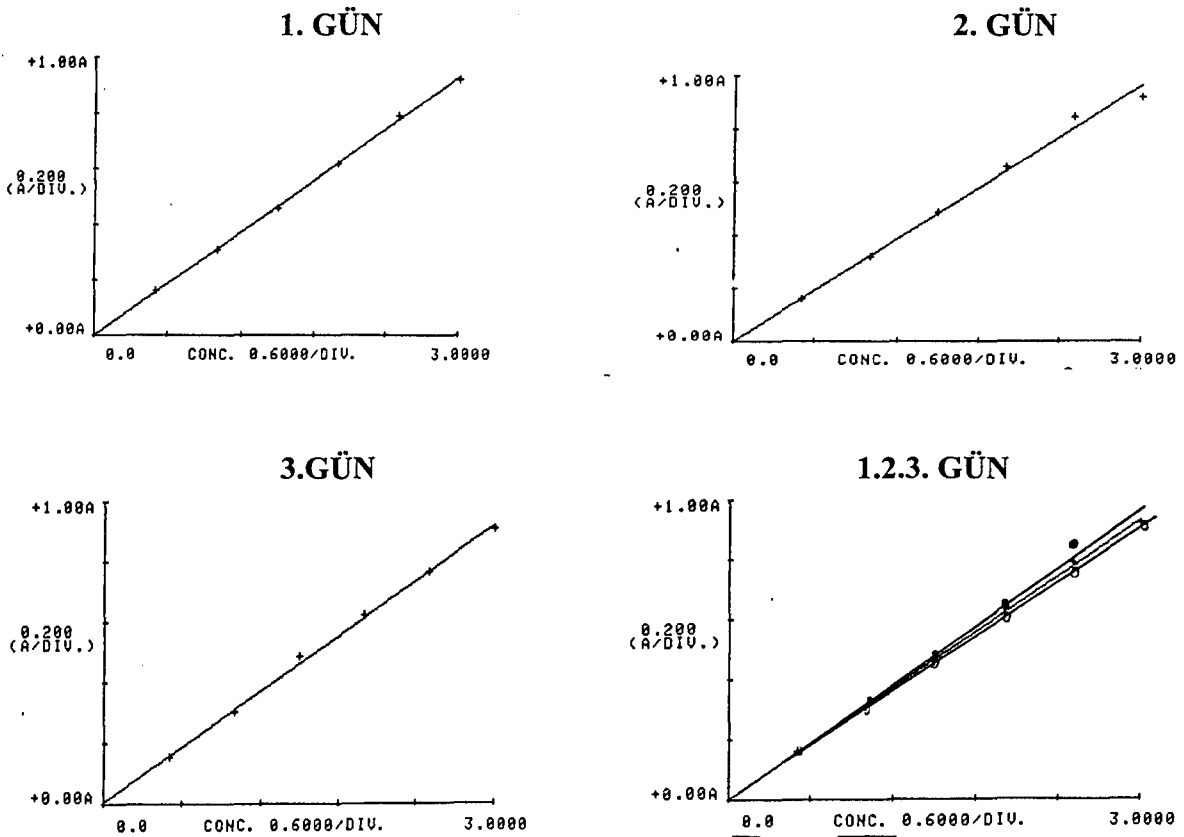 1. GÜN
+1.00A
0.200
(A/DIV.)
+0.00A
0.0 CONC. 0.6000/DIV. 3.0000
2. GÜN
+1.00A
0.200
(A/DIV.)
+0.00A
0.0 CONC. 0.6000/DIV. 3.0000
3.GÜN
+1.00A
0.200
(A/DIV.)
+0.00A
0.0 CONC. 0.6000/DIV. 3.0000
1.2.3. GÜN
+1.00A
0.200
(A/DIV.)
+0.00A
0.0 CONC. 0.6000/DIV. 3.0000